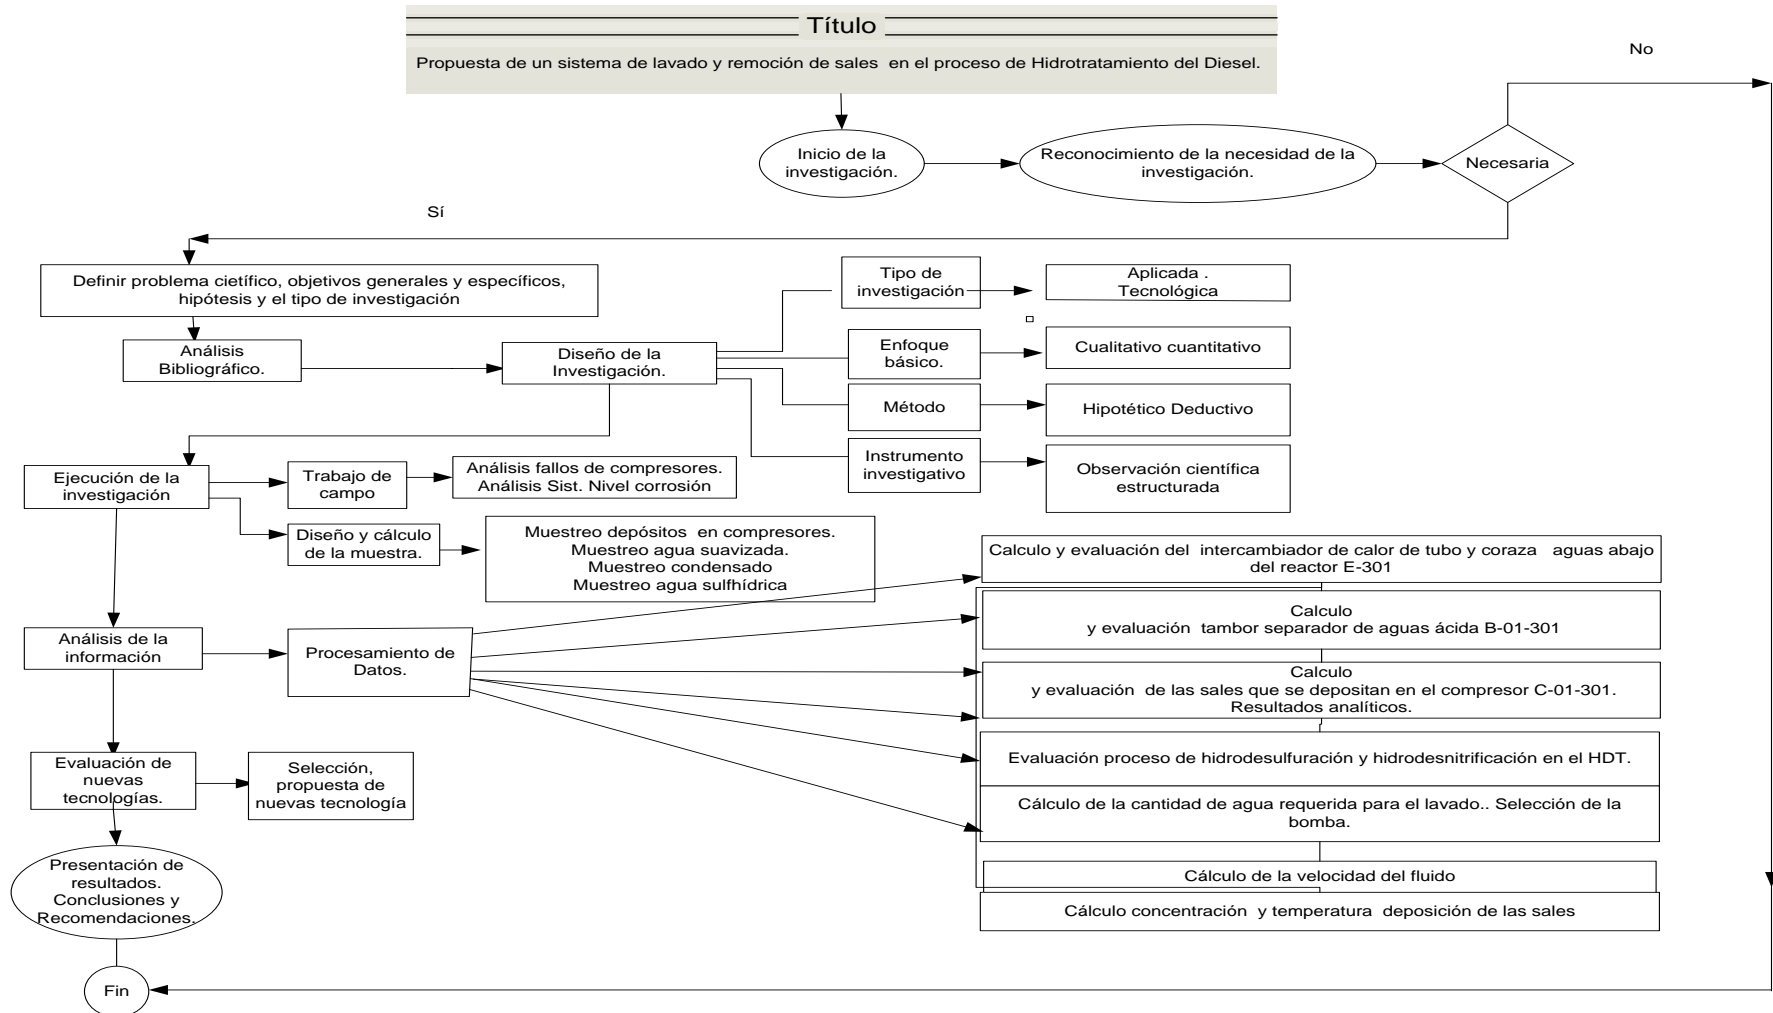 Título
Propuesta de un sistema de lavado y remoción de sales en el proceso de Hidrotratamiento del Diesel.
No
Inicio de la
investigación.
Reconocimiento de la necesidad de la
investigación.
Necesaria
Sí
Definir problema cietífico, objetivos generales y específicos,
hipótesis y el tipo de investigación
Análisis
Bibliográfico.
Diseño de la
Investigación.
Tipo de
investigación
Aplicada .
Tecnológica
Enfoque
básico.
Cualitativo cuantitativo
Método
Hipotético Deductivo
Instrumento
investigativo
Observación científica
estructurada
Ejecución de la
investigación
Trabajo de
campo
Análisis fallos de compresores.
Análisis Sist. Nivel corrosión
Diseño y cálculo
de la muestra.
Muestreo depósitos en compresores.
Muestreo agua suavizada.
Muestreo condensado
Muestreo agua sulfhídrica
Análisis de la
información
Procesamiento de
Datos.
Calculo y evaluación del intercambiador de calor de tubo y coraza aguas abajo
del reactor E-301
Calculo
y evaluación tambor separador de aguas ácida B-01-301
Calculo
y evaluación de las sales que se depositan en el compresor C-01-301.
Resultados analíticos.
Evaluación proceso de hidrodesulfuración y hidrodesnitrificación en el HDT.
Cálculo de la cantidad de agua requerida para el lavado.. Selección de la
bomba.
Cálculo de la velocidad del fluido
Cálculo concentración y temperatura deposición de las sales
Evaluación de
nuevas
tecnologías.
Selección,
propuesta de
nuevas tecnología
Presentación de
resultados.
Conclusiones y
Recomendaciones.
Fin